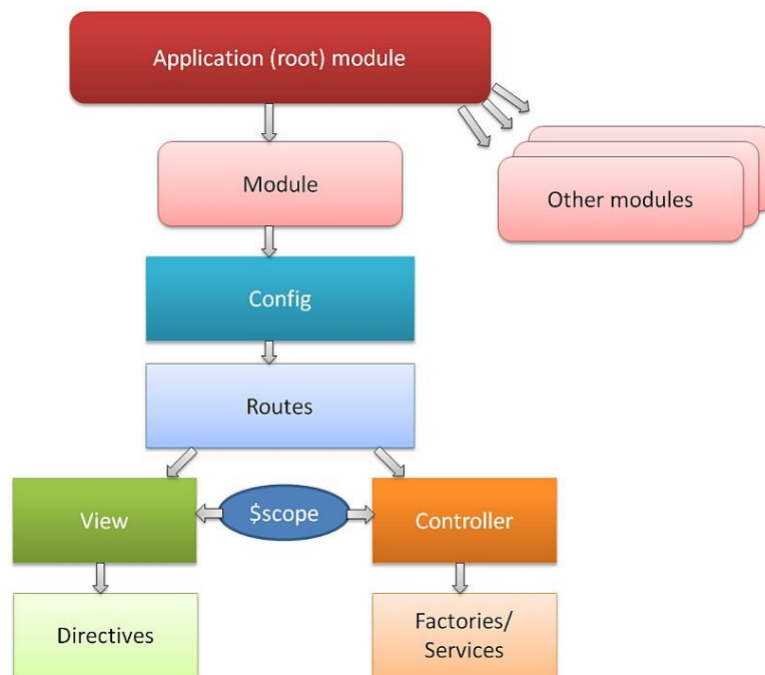 Application (root) module
Module
Other modules
Config
Routes
View
$scope
Controller
Directives
Factories/
Services